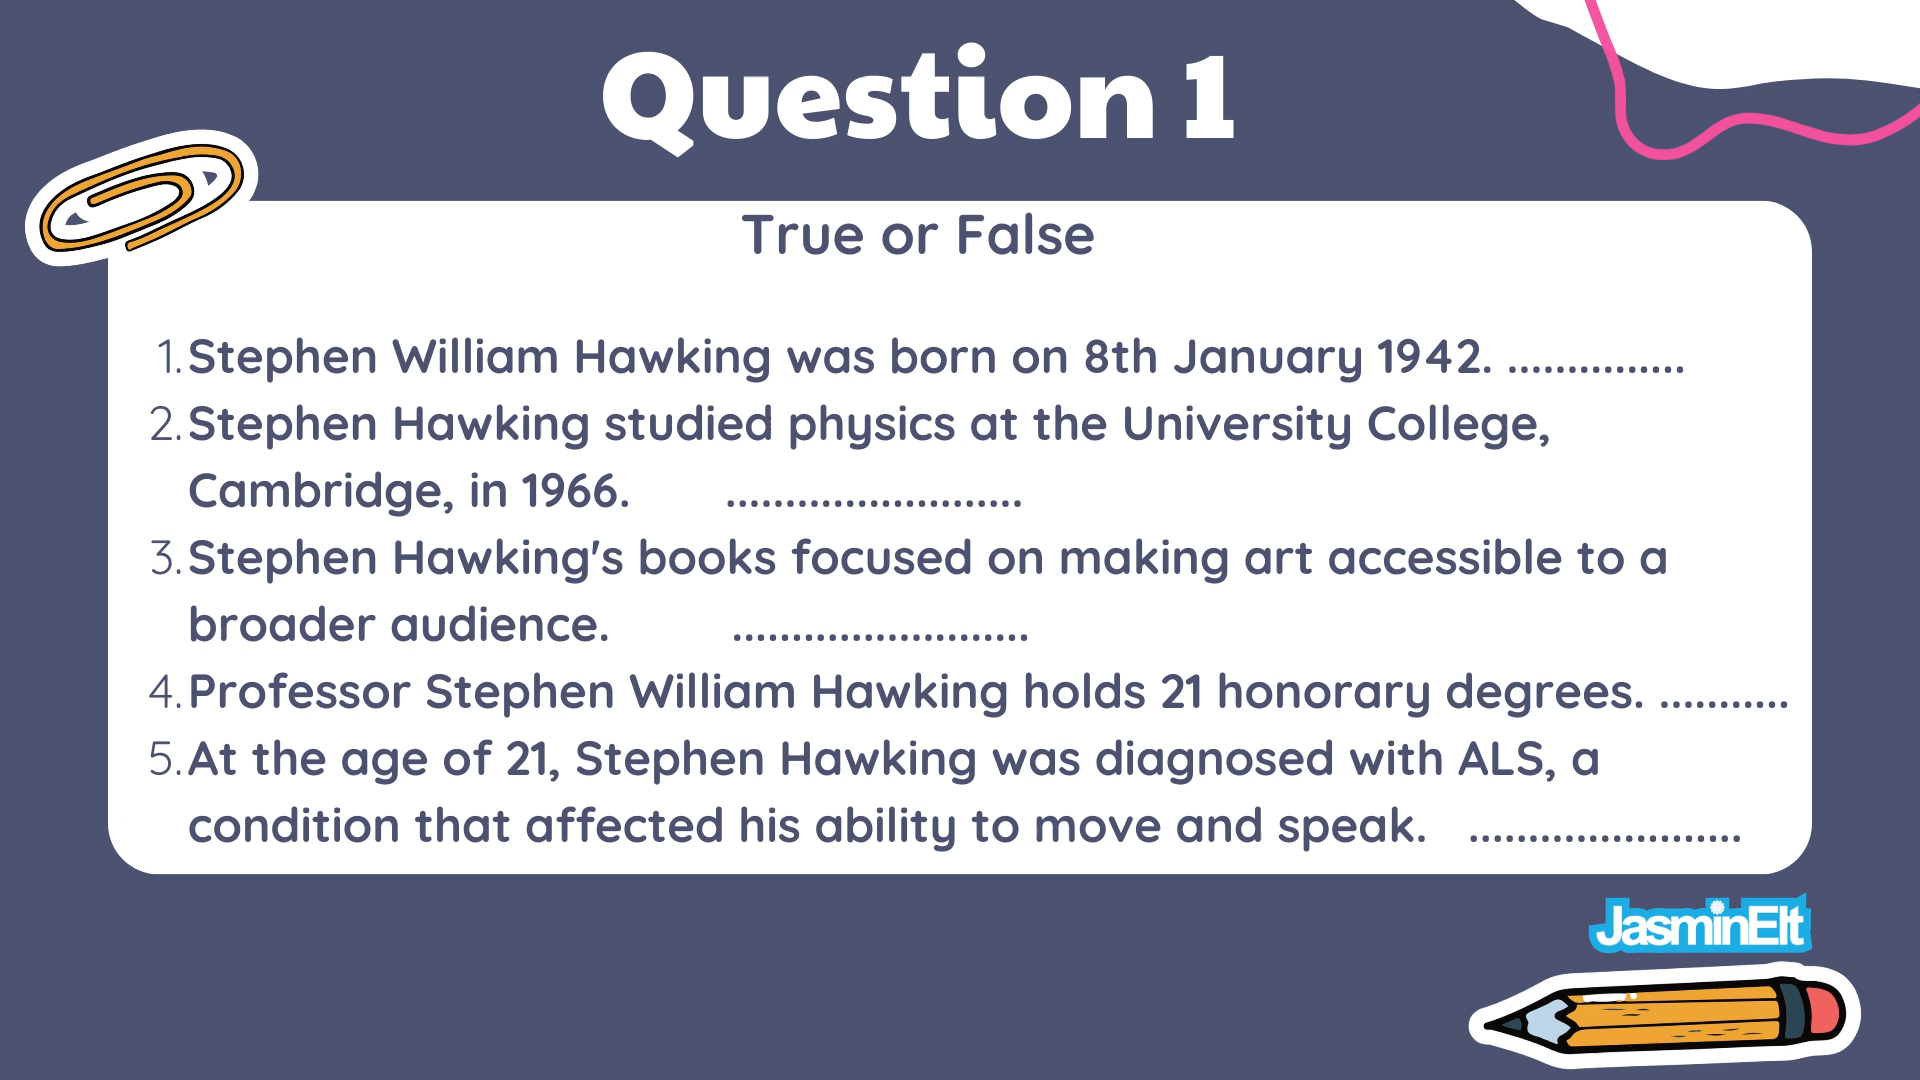 Question 1
True or False
1. Stephen William Hawking was born on 8th January 1942. ...............
2. Stephen Hawking studied physics at the University College,
Cambridge, in 1966. .........................
3. Stephen Hawking's books focused on making art accessible to a
broader audience. .........................
4. Professor Stephen William Hawking holds 21 honorary degrees. ...........
5. At the age of 21, Stephen Hawking was diagnosed with ALS, a
condition that affected his ability to move and speak. .......................
JasminElt